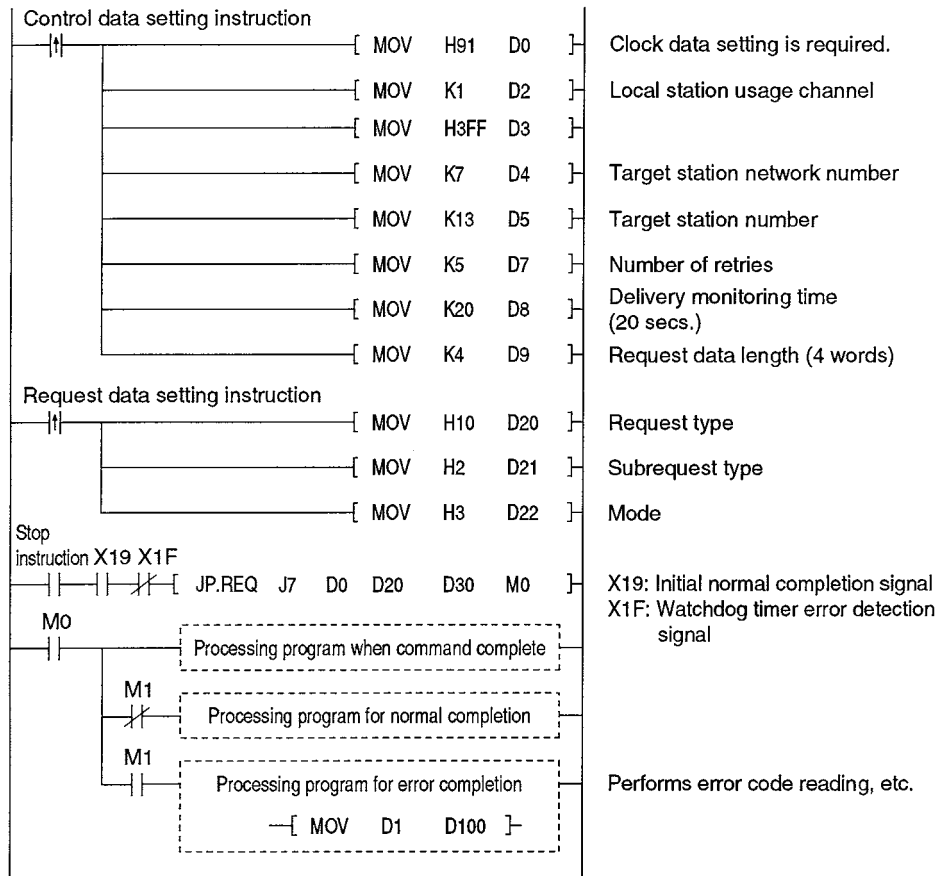 Control data setting instruction
MOV H91 D0 Clock data setting is required.
MOV K1 D2 Local station usage channel
MOV H3FF D3
MOV K7 D4 Target station network number
MOV K13 D5 Target station number
MOV K5 D7 Number of retries
MOV K20 D8 Delivery monitoring time
(20 secs.)
MOV K4 D9 Request data length (4 words)
Request data setting instruction
MOV H10 D20 Request type
MOV H2 D21 Subrequest type
MOV H3 D22 Mode
Stop
instruction X19 X1F
JP.REQ J7 D0 D20 D30 M0 X19: Initial normal completion signal
X1F: Watchdog timer error detection
signal
M0
Processing program when command complete
M1
Processing program for normal completion
M1
Processing program for error completion Performs error code reading, etc.
MOV D1 D100